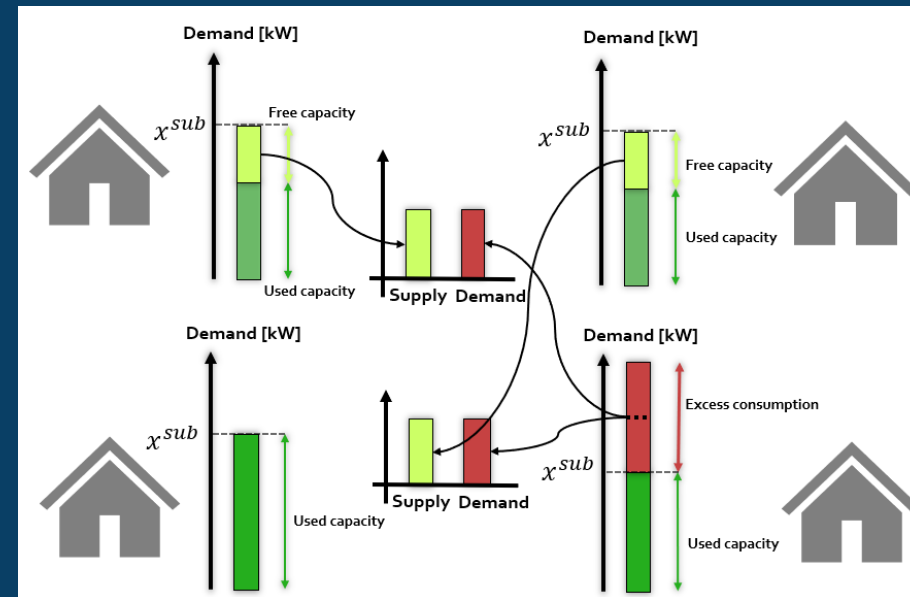 Demand [kW]
x^sub
Free capacity
Used capacity
Demand [kW]
x^sub
Free capacity
Used capacity
Supply Demand
Demand [kW]
x^sub
Used capacity
Supply Demand
Demand [kW]
Excess consumption
x^sub
Used capacity